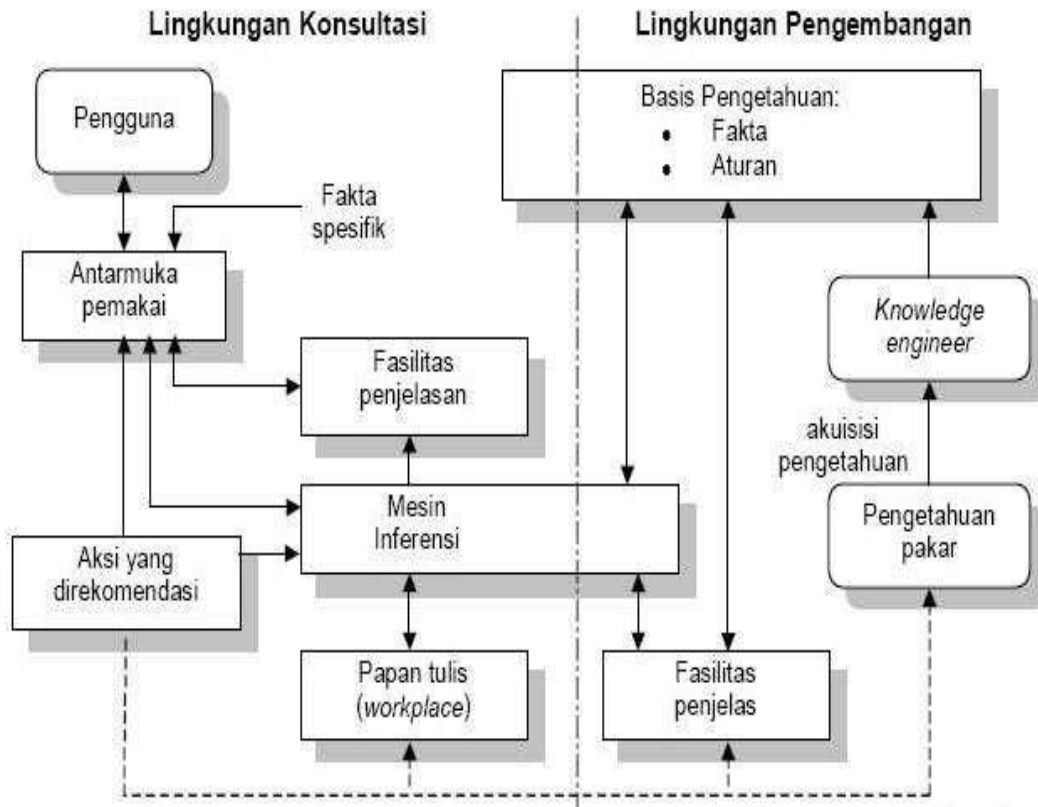 Lingkungan Konsultasi
Lingkungan Pengembangan
Pengguna
Basis Pengetahuan:
• Fakta
• Aturan
Fakta
spesifik
Antarmuka
pemakai
Knowledge
engineer
Fasilitas
penjelasan
akuisisi
pengetahuan
Mesin
Inferensi
Pengetahuan
pakar
Aksi yang
direkomendasi
Papan tulis
(workplace)
Fasilitas
penjelas